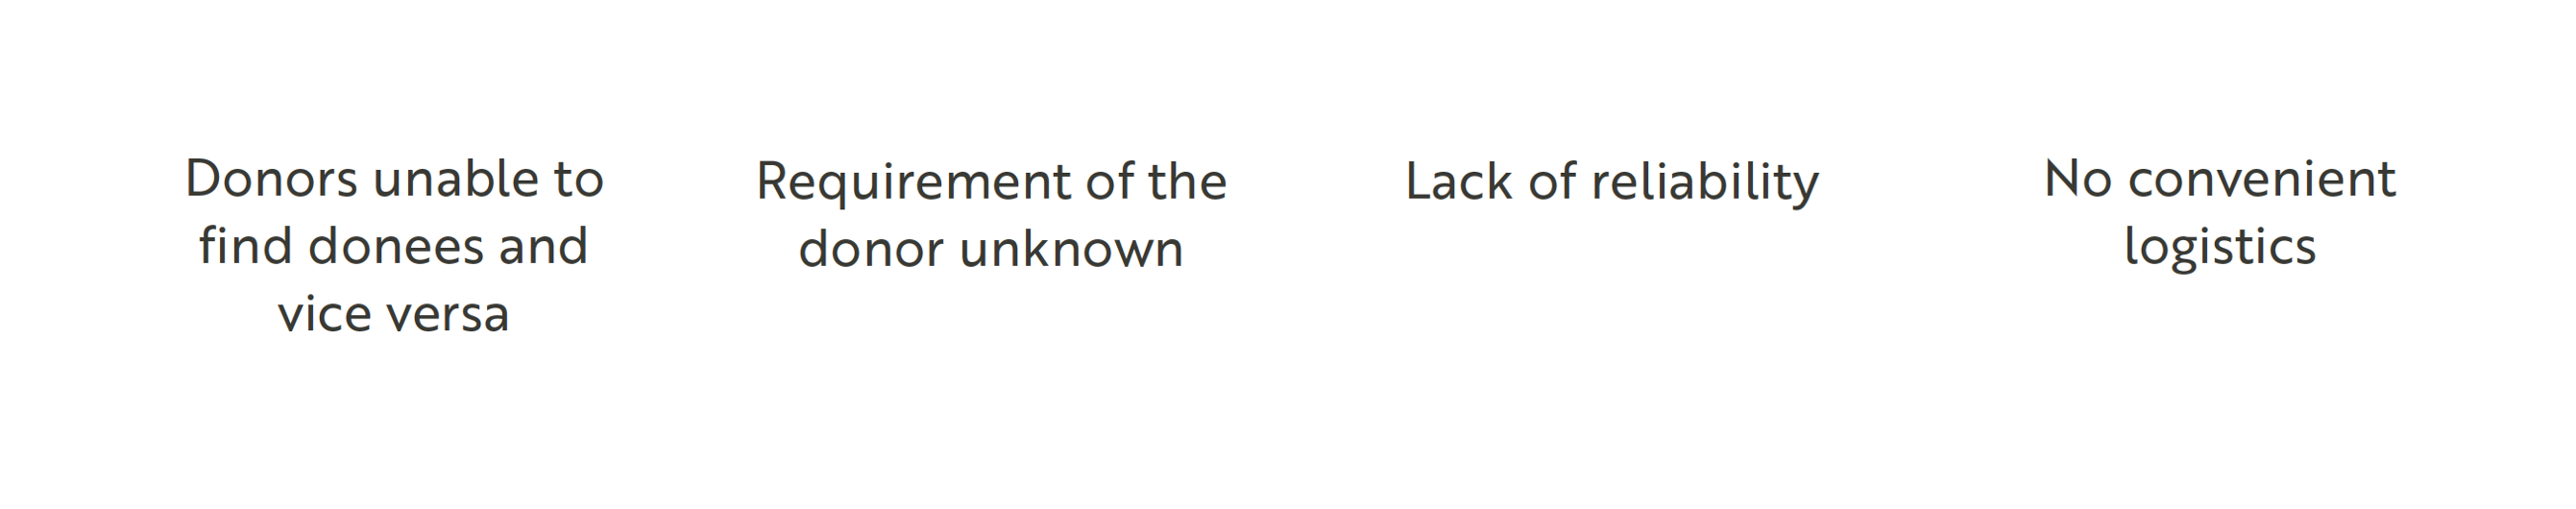 Donors unable to
find donees and
vice versa
Requirement of the
donor unknown
Lack of reliability
No convenient
logistics